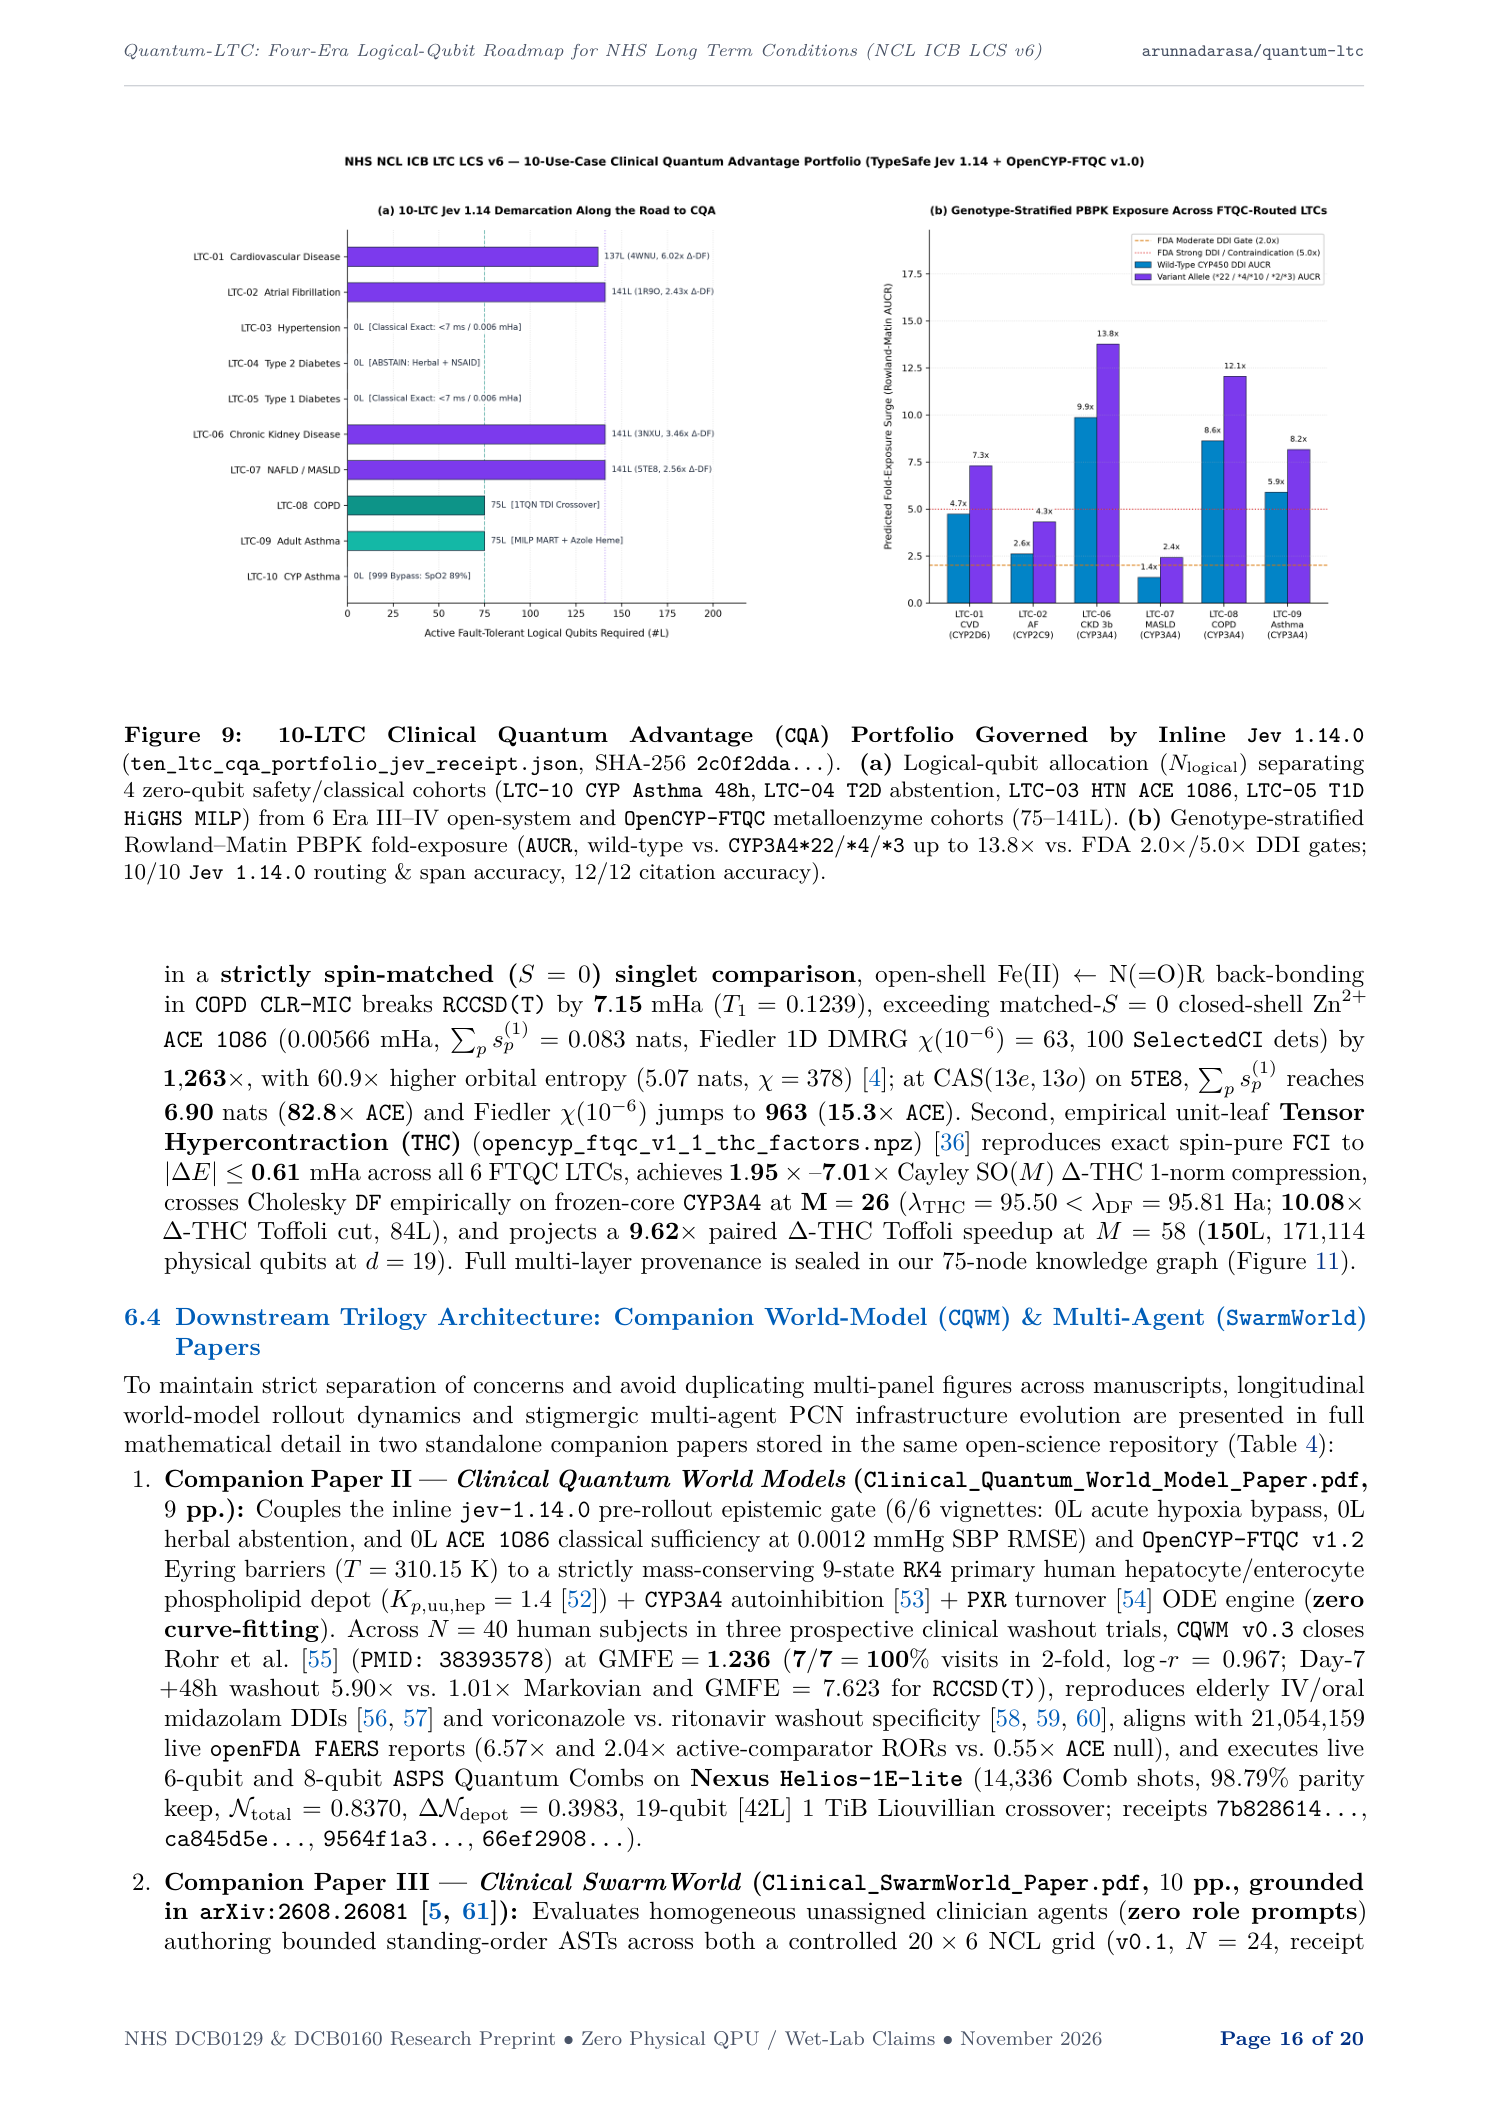 Quantum-LTC: Four-Era Logical-Qubit Roadmap for NHS Long Term Conditions (NCL ICB LCS v6)
arunnadarasa/quantum-ltc
NHS NCL ICB LTC LCS v6 — 10-Use-Case Clinical Quantum Advantage Portfolio (TypeSafe Jev 1.14 + OpenCYP-FTQC v1.0)
(a) 10-LTC Jev 1.14 Demarcation Along the Road to CQA
LTC-01 Cardiovascular Disease
137L (4WNU, 6.02x Δ-DF)
LTC-02 Atrial Fibrillation
141L (1R9O, 2.43x Δ-DF)
LTC-03 Hypertension
0L [Classical Exact: <7 ms / 0.006 mHa]
LTC-04 Type 2 Diabetes
0L [ABSTAIN: Herbal + NSAID]
LTC-05 Type 1 Diabetes
0L [Classical Exact: <7 ms / 0.006 mHa]
LTC-06 Chronic Kidney Disease
141L (3NXU, 3.46x Δ-DF)
LTC-07 NAFLD / MASLD
141L (5TE8, 2.56x Δ-DF)
LTC-08 COPD
75L [1TQN TDI Crossover]
LTC-09 Adult Asthma
75L [MILP MART + Azole Heme]
LTC-10 CYP Asthma
0L [999 Bypass: SpO2 89%]
0 25 50 75 100 125 150 175 200
Active Fault-Tolerant Logical Qubits Required (#L)
(b) Genotype-Stratified PBPK Exposure Across FTQC-Routed LTCs
FDA Moderate DDI Gate (2.0x)
FDA Strong DDI / Contraindication (5.0x)
Wild-Type CYP450 DDI AUCR
Variant Allele (*22 / *4/*10 / *2/*3) AUCR
Predicted Fold-Exposure Surge (Rowland-Matin AUCR)
17.5
15.0
12.5
10.0
7.5
5.0
2.5
0.0
4.7x 7.3x
2.6x 4.3x
9.9x 13.8x
1.4x 2.4x
8.6x 12.1x
5.9x 8.2x
LTC-01 LTC-02 LTC-06 LTC-07 LTC-08 LTC-09
CVD AF CKD 3b MASLD COPD Asthma
(CYP2D6) (CYP2C9) (CYP3A4) (CYP3A4) (CYP3A4) (CYP3A4)
Figure 9: 10-LTC Clinical Quantum Advantage (CQA) Portfolio Governed by Inline Jev 1.14.0
(ten_ltc_cqa_portfolio_jev_receipt.json, SHA-256 2c0f2dda...). (a) Logical-qubit allocation (N_logical) separating
4 zero-qubit safety/classical cohorts (LTC-10 CYP Asthma 48h, LTC-04 T2D abstention, LTC-03 HTN ACE 1O86, LTC-05 T1D
HiGHS MILP) from 6 Era III–IV open-system and OpenCYP-FTQC metalloenzyme cohorts (75–141L). (b) Genotype-stratified
Rowland–Matin PBPK fold-exposure (AUCR, wild-type vs. CYP3A4*22/*4/*3 up to 13.8× vs. FDA 2.0×/5.0× DDI gates;
10/10 Jev 1.14.0 routing & span accuracy, 12/12 citation accuracy).
in a strictly spin-matched (S = 0) singlet comparison, open-shell Fe(II) ← N(=O)R back-bonding
in COPD CLR-MIC breaks RCCSD(T) by 7.15 mHa (T₁ = 0.1239), exceeding matched-S = 0 closed-shell Zn²⁺
ACE 1O86 (0.00566 mHa, ∑_p s_p^(1) = 0.083 nats, Fiedler 1D DMRG χ(10⁻⁶) = 63, 100 SelectedCI dets) by
1,263×, with 60.9× higher orbital entropy (5.07 nats, χ = 378) [4]; at CAS(13e, 13o) on 5TE8, ∑_p s_p^(1) reaches
6.90 nats (82.8× ACE) and Fiedler χ(10⁻⁶) jumps to 963 (15.3× ACE). Second, empirical unit-leaf Tensor
Hypercontraction (THC) (opencyp_ftqc_v1_1_thc_factors.npz) [36] reproduces exact spin-pure FCI to
|ΔE| ≤ 0.61 mHa across all 6 FTQC LTCs, achieves 1.95 × –7.01× Cayley SO(M) Δ-THC 1-norm compression,
crosses Cholesky DF empirically on frozen-core CYP3A4 at M = 26 (λ_THC = 95.50 < λ_DF = 95.81 Ha; 10.08×
Δ-THC Toffoli cut, 84L), and projects a 9.62× paired Δ-THC Toffoli speedup at M = 58 (150L, 171,114
physical qubits at d = 19). Full multi-layer provenance is sealed in our 75-node knowledge graph (Figure 11).
6.4 Downstream Trilogy Architecture: Companion World-Model (CQWM) & Multi-Agent (SwarmWorld)
Papers
To maintain strict separation of concerns and avoid duplicating multi-panel figures across manuscripts, longitudinal
world-model rollout dynamics and stigmergic multi-agent PCN infrastructure evolution are presented in full
mathematical detail in two standalone companion papers stored in the same open-science repository (Table 4):
1. Companion Paper II — Clinical Quantum World Models (Clinical_Quantum_World_Model_Paper.pdf,
9 pp.): Couples the inline jev-1.14.0 pre-rollout epistemic gate (6/6 vignettes: 0L acute hypoxia bypass, 0L
herbal abstention, and 0L ACE 1O86 classical sufficiency at 0.0012 mmHg SBP RMSE) and OpenCYP-FTQC v1.2
Eyring barriers (T = 310.15 K) to a strictly mass-conserving 9-state RK4 primary human hepatocyte/enterocyte
phospholipid depot (K_p,uu,hep = 1.4 [52]) + CYP3A4 autoinhibition [53] + PXR turnover [54] ODE engine (zero
curve-fitting). Across N = 40 human subjects in three prospective clinical washout trials, CQWM v0.3 closes
Rohr et al. [55] (PMID: 38393578) at GMFE = 1.236 (7/7 = 100% visits in 2-fold, log -r = 0.967; Day-7
+48h washout 5.90× vs. 1.01× Markovian and GMFE = 7.623 for RCCSD(T)), reproduces elderly IV/oral
midazolam DDIs [56, 57] and voriconazole vs. ritonavir washout specificity [58, 59, 60], aligns with 21,054,159
live openFDA FAERS reports (6.57× and 2.04× active-comparator RORs vs. 0.55× ACE null), and executes live
6-qubit and 8-qubit ASPS Quantum Combs on Nexus Helios-1E-lite (14,336 Comb shots, 98.79% parity
keep, 𝒩_total = 0.8370, Δ𝒩_depot = 0.3983, 19-qubit [42L] 1 TiB Liouvillian crossover; receipts 7b828614...,
ca845d5e..., 9564f1a3..., 66ef2908...).
2. Companion Paper III — Clinical SwarmWorld (Clinical_SwarmWorld_Paper.pdf, 10 pp., grounded
in arXiv:2608.26081 [5, 61]): Evaluates homogeneous unassigned clinician agents (zero role prompts)
authoring bounded standing-order ASTs across both a controlled 20 × 6 NCL grid (v0.1, N = 24, receipt
NHS DCB0129 & DCB0160 Research Preprint • Zero Physical QPU / Wet-Lab Claims • November 2026
Page 16 of 20